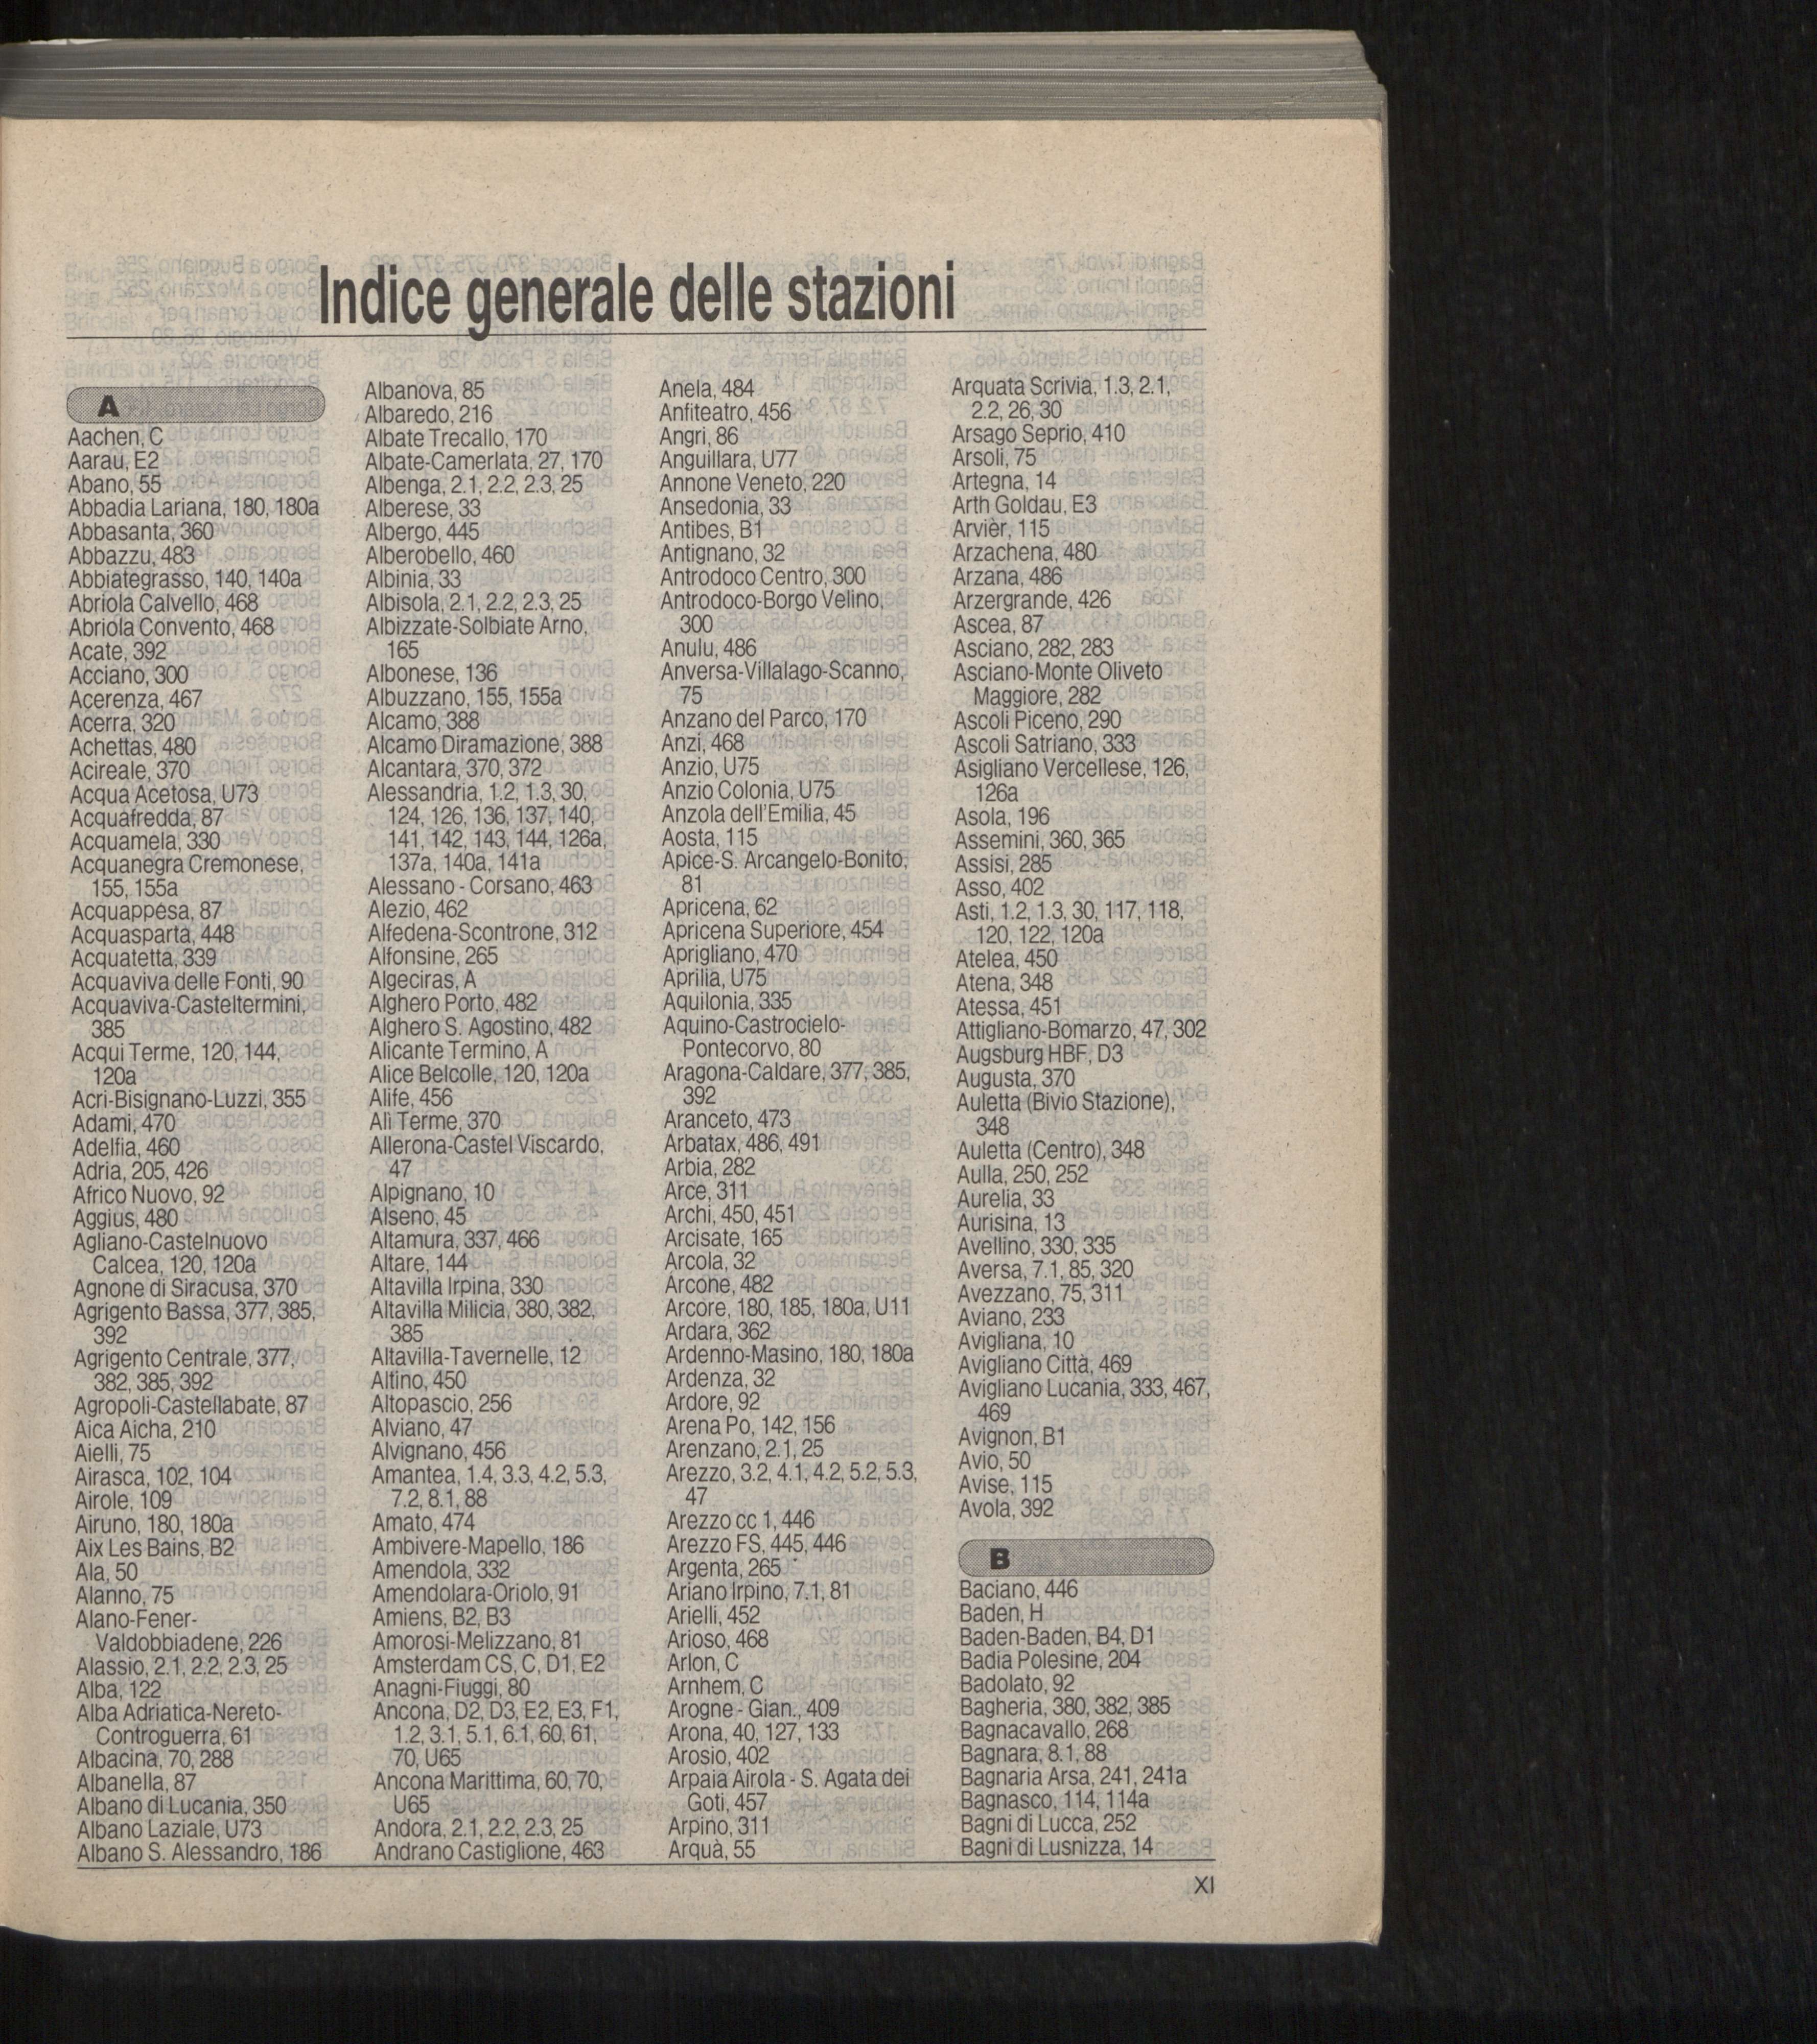 Indice generale delle stazioni
A
Aachen, C
Aarau, E2
Abano, 55
Abbadia Lariana, 180, 180a
Abbasanta, 360
Abbazzu, 483
Abbiategrasso, 140, 140a
Abriola Calvello, 468
Abriola Convento, 468
Acate, 392
Acciano, 300
Acerenza, 467
Acerra, 320
Achettas, 480
Acireale, 370
Acqua Acetosa, U73
Acquafredda, 87
Acquamela, 330
Acquanegra Cremonese,
155, 155a
Acquappesa, 87
Acquasparta, 448
Acquatetta, 339
Acquaviva delle Fonti, 90
Acquaviva-Casteltermini,
385
Acqui Terme, 120, 144,
120a
Acri-Bisignano-Luzzi, 355
Adami, 470
Adelfia, 460
Adria, 205, 426
Africo Nuovo, 92
Aggius, 480
Agliano-Castelnuovo
Calcea, 120, 120a
Agnone di Siracusa, 370
Agrigento Bassa, 377, 385,
392
Agrigento Centrale, 377,
382, 385, 392
Agropoli-Castellabate, 87
Aica Aicha, 210
Aielli, 75
Airasca, 102, 104
Airole, 109
Airuno, 180, 180a
Aix Les Bains, B2
Ala, 50
Alanno, 75
Alano-Fener-
Valdobbiadene, 226
Alassio, 2.1, 2.2, 2.3, 25
Alba, 122
Alba Adriatica-Nereto-
Controguerra, 61
Albacina, 70, 288
Albanella, 87
Albano di Lucania, 350
Albano Laziale, U73
Albano S. Alessandro, 186
Albanova, 85
Albaredo, 216
Albate Trecallo, 170
Albate-Camerlata, 27, 170
Albenga, 2.1, 2.2, 2.3, 25
Alberese, 33
Albergo, 445
Alberobello, 460
Albinia, 33
Albisola, 2.1, 2.2, 2.3, 25
Albizzate-Solbiate Arno,
165
Albonese, 136
Albuzzano, 155, 155a
Alcamo, 388
Alcamo Diramazione, 388
Alcantara, 370, 372
Alessandria, 1.2, 1.3, 30,
124, 126, 136, 137, 140,
141, 142, 143, 144, 126a,
137a, 140a, 141a
Alessano - Corsano, 463
Alezio, 462
Alfedena-Scontrone, 312
Alfonsine, 265
Algeciras, A
Alghero Porto, 482
Alghero S. Agostino, 482
Alicante Termino, A
Alice Belcolle, 120, 120a
Alife, 456
Alì Terme, 370
Allerona-Castel Viscardo,
47
Alpignano, 10
Alseno, 45
Altamura, 337, 466
Altare, 144
Altavilla Irpina, 330
Altavilla Milicia, 380, 382,
385
Altavilla-Tavernelle, 12
Altino, 450
Altopascio, 256
Alviano, 47
Alvignano, 456
Amantea, 1.4, 3.3, 4.2, 5.3,
7.2, 8.1, 88
Amato, 474
Ambivere-Mapello, 186
Amendola, 332
Amendolara-Oriolo, 91
Amiens, B2, B3
Amorosi-Melizzano, 81
Amsterdam CS, C, D1, E2
Anagni-Fiuggi, 80
Ancona, D2, D3, E2, E3, F1,
1.2, 3.1, 5.1, 6.1, 60, 61,
70, U65
Ancona Marittima, 60, 70,
U65
Andora, 2.1, 2.2, 2.3, 25
Andrano Castiglione, 463
Anela, 484
Anfiteatro, 456
Angri, 86
Anguillara, U77
Annone Veneto, 220
Ansedonia, 33
Antibes, B1
Antignano, 32
Antrodoco Centro, 300
Antrodoco-Borgo Velino,
300
Anulu, 486
Anversa-Villalago-Scanno,
75
Anzano del Parco, 170
Anzi, 468
Anzio, U75
Anzio Colonia, U75
Anzola dell'Emilia, 45
Aosta, 115
Apice-S. Arcangelo-Bonito,
81
Apricena, 62
Apricena Superiore, 454
Aprigliano, 470
Aprilia, U75
Aquilonia, 335
Aquino-Castrocielo-
Pontecorvo, 80
Aragona-Caldare, 377, 385,
392
Aranceto, 473
Arbatax, 486, 491
Arbia, 282
Arce, 311
Archi, 450, 451
Arcisate, 165
Arcola, 32
Arcone, 482
Arcore, 180, 185, 180a, U11
Ardara, 362
Ardenno-Masino, 180, 180a
Ardenza, 32
Ardore, 92
Arena Po, 142, 156
Arenzano, 2.1, 25
Arezzo, 3.2, 4.1, 4.2, 5.2, 5.3,
47
Arezzo cc 1, 446
Arezzo FS, 445, 446
Argenta, 265
Ariano Irpino, 7.1, 81
Arielli, 452
Arioso, 468
Arlon, C
Arnhem, C
Arogne - Gian., 409
Arona, 40, 127, 133
Arosio, 402
Arpaia Airola - S. Agata dei
Goti, 457
Arpino, 311
Arquà, 55
Arquata Scrivia, 1.3, 2.1,
2.2, 26, 30
Arsago Seprio, 410
Arsoli, 75
Artegna, 14
Arth Goldau, E3
Arvièr, 115
Arzachena, 480
Arzana, 486
Arzergrande, 426
Ascea, 87
Asciano, 282, 283
Asciano-Monte Oliveto
Maggiore, 282
Ascoli Piceno, 290
Ascoli Satriano, 333
Asigliano Vercellese, 126,
126a
Asola, 196
Assemini, 360, 365
Assisi, 285
Asso, 402
Asti, 1.2, 1.3, 30, 117, 118,
120, 122, 120a
Atelea, 450
Atena, 348
Atessa, 451
Attigliano-Bomarzo, 47, 302
Augsburg HBF, D3
Augusta, 370
Auletta (Bivio Stazione),
348
Auletta (Centro), 348
Aulla, 250, 252
Aurelia, 33
Aurisina, 13
Avellino, 330, 335
Aversa, 7.1, 85, 320
Avezzano, 75, 311
Aviano, 233
Avigliana, 10
Avigliano Città, 469
Avigliano Lucania, 333, 467,
469
Avignon, B1
Avio, 50
Avise, 115
Avola, 392
B
Baciano, 446
Baden, H
Baden-Baden, B4, D1
Badia Polesine, 204
Badolato, 92
Bagheria, 380, 382, 385
Bagnacavallo, 268
Bagnara, 8.1, 88
Bagnaria Arsa, 241, 241a
Bagnasco, 114, 114a
Bagni di Lucca, 252
Bagni di Lusnizza, 14
XI